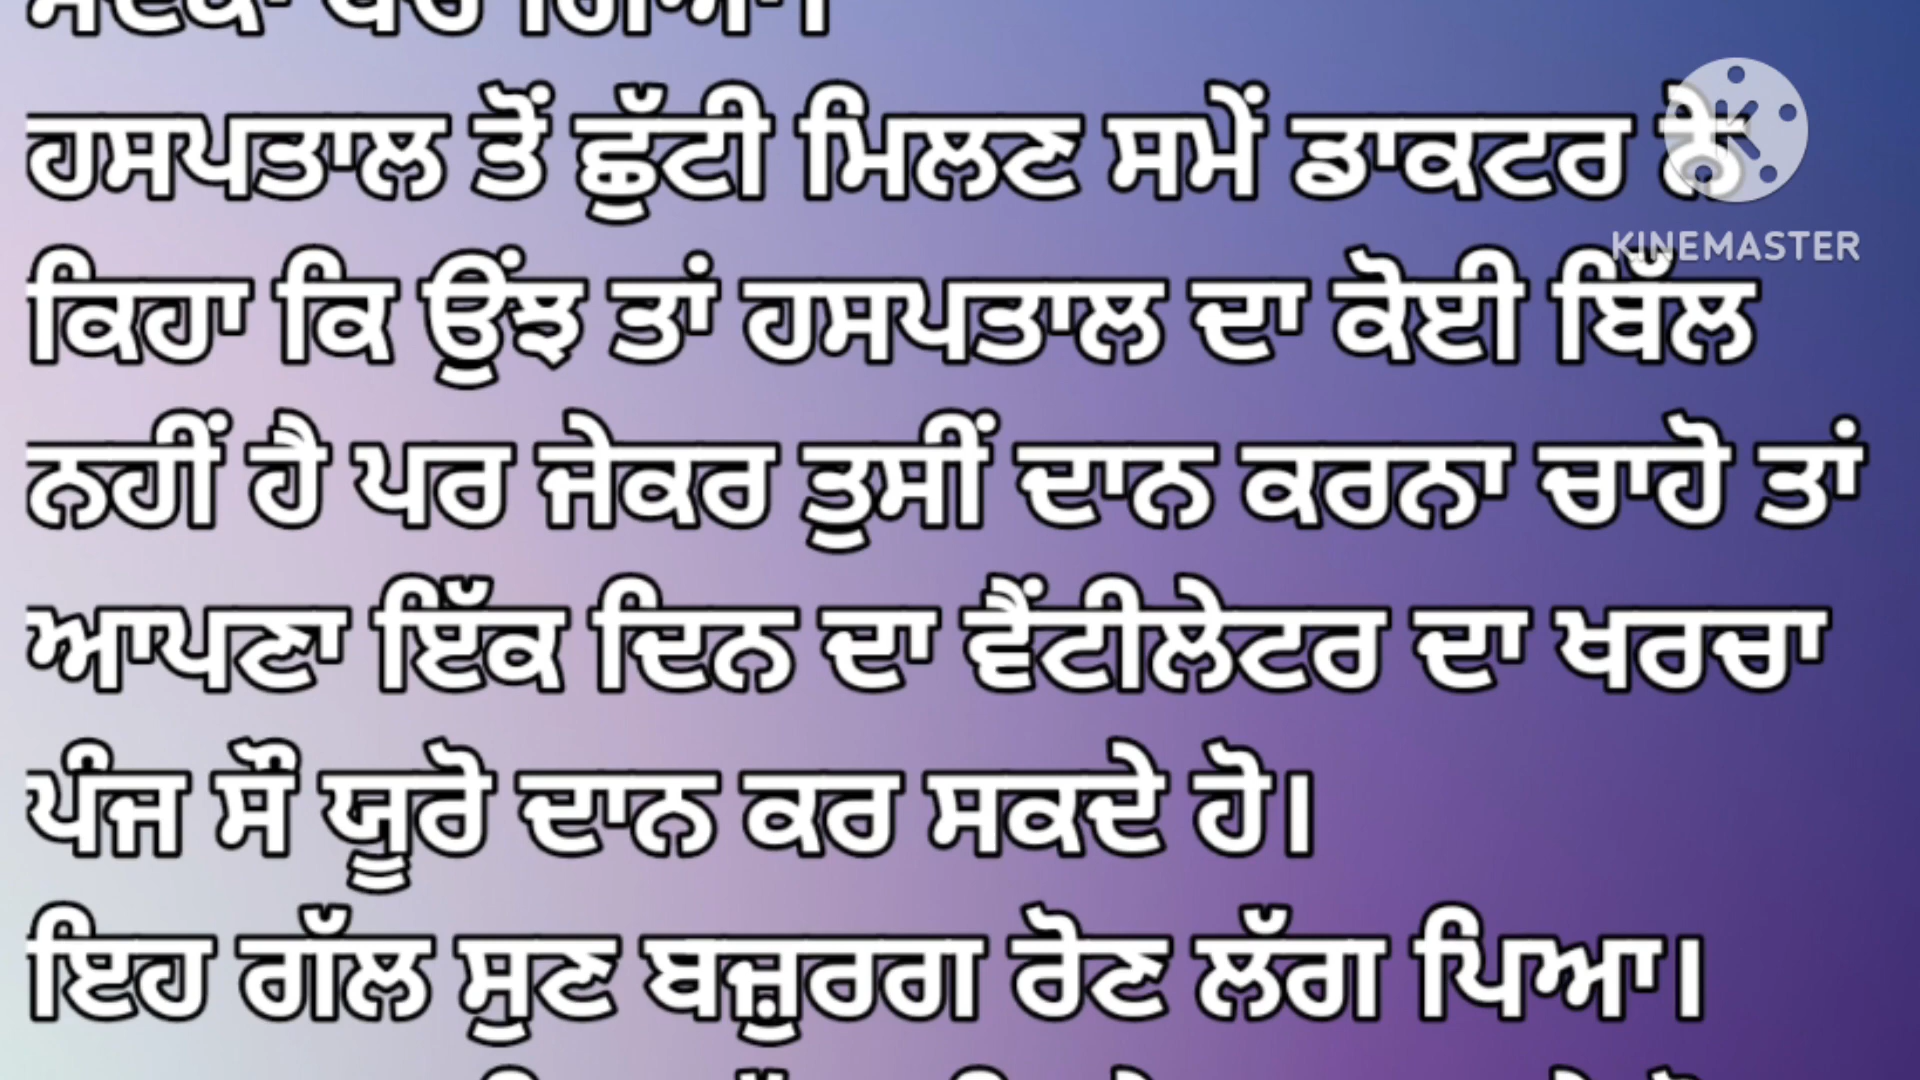 ਹਸਪਤਾਲ ਤੋਂ ਛੁੱਟੀ ਮਿਲਣ ਸਮੇਂ ਡਾਕਟਰ ਨੇ
KINEMASTER
ਕਿਹਾ ਕਿ ਉਂਝ ਤਾਂ ਹਸਪਤਾਲ ਦਾ ਕੋਈ ਬਿੱਲ
ਨਹੀਂ ਹੈ ਪਰ ਜੇਕਰ ਤੁਸੀਂ ਦਾਨ ਕਰਨਾ ਚਾਹੋ ਤਾਂ
ਆਪਣਾ ਇੱਕ ਦਿਨ ਦਾ ਵੈਂਟੀਲੇਟਰ ਦਾ ਖਰਚਾ
ਪੰਜ ਸੌ ਯੂਰੋ ਦਾਨ ਕਰ ਸਕਦੇ ਹੋ।
ਇਹ ਗੱਲ ਸੁਣ ਬਜ਼ੁਰਗ ਰੋਣ ਲੱਗ ਪਿਆ।